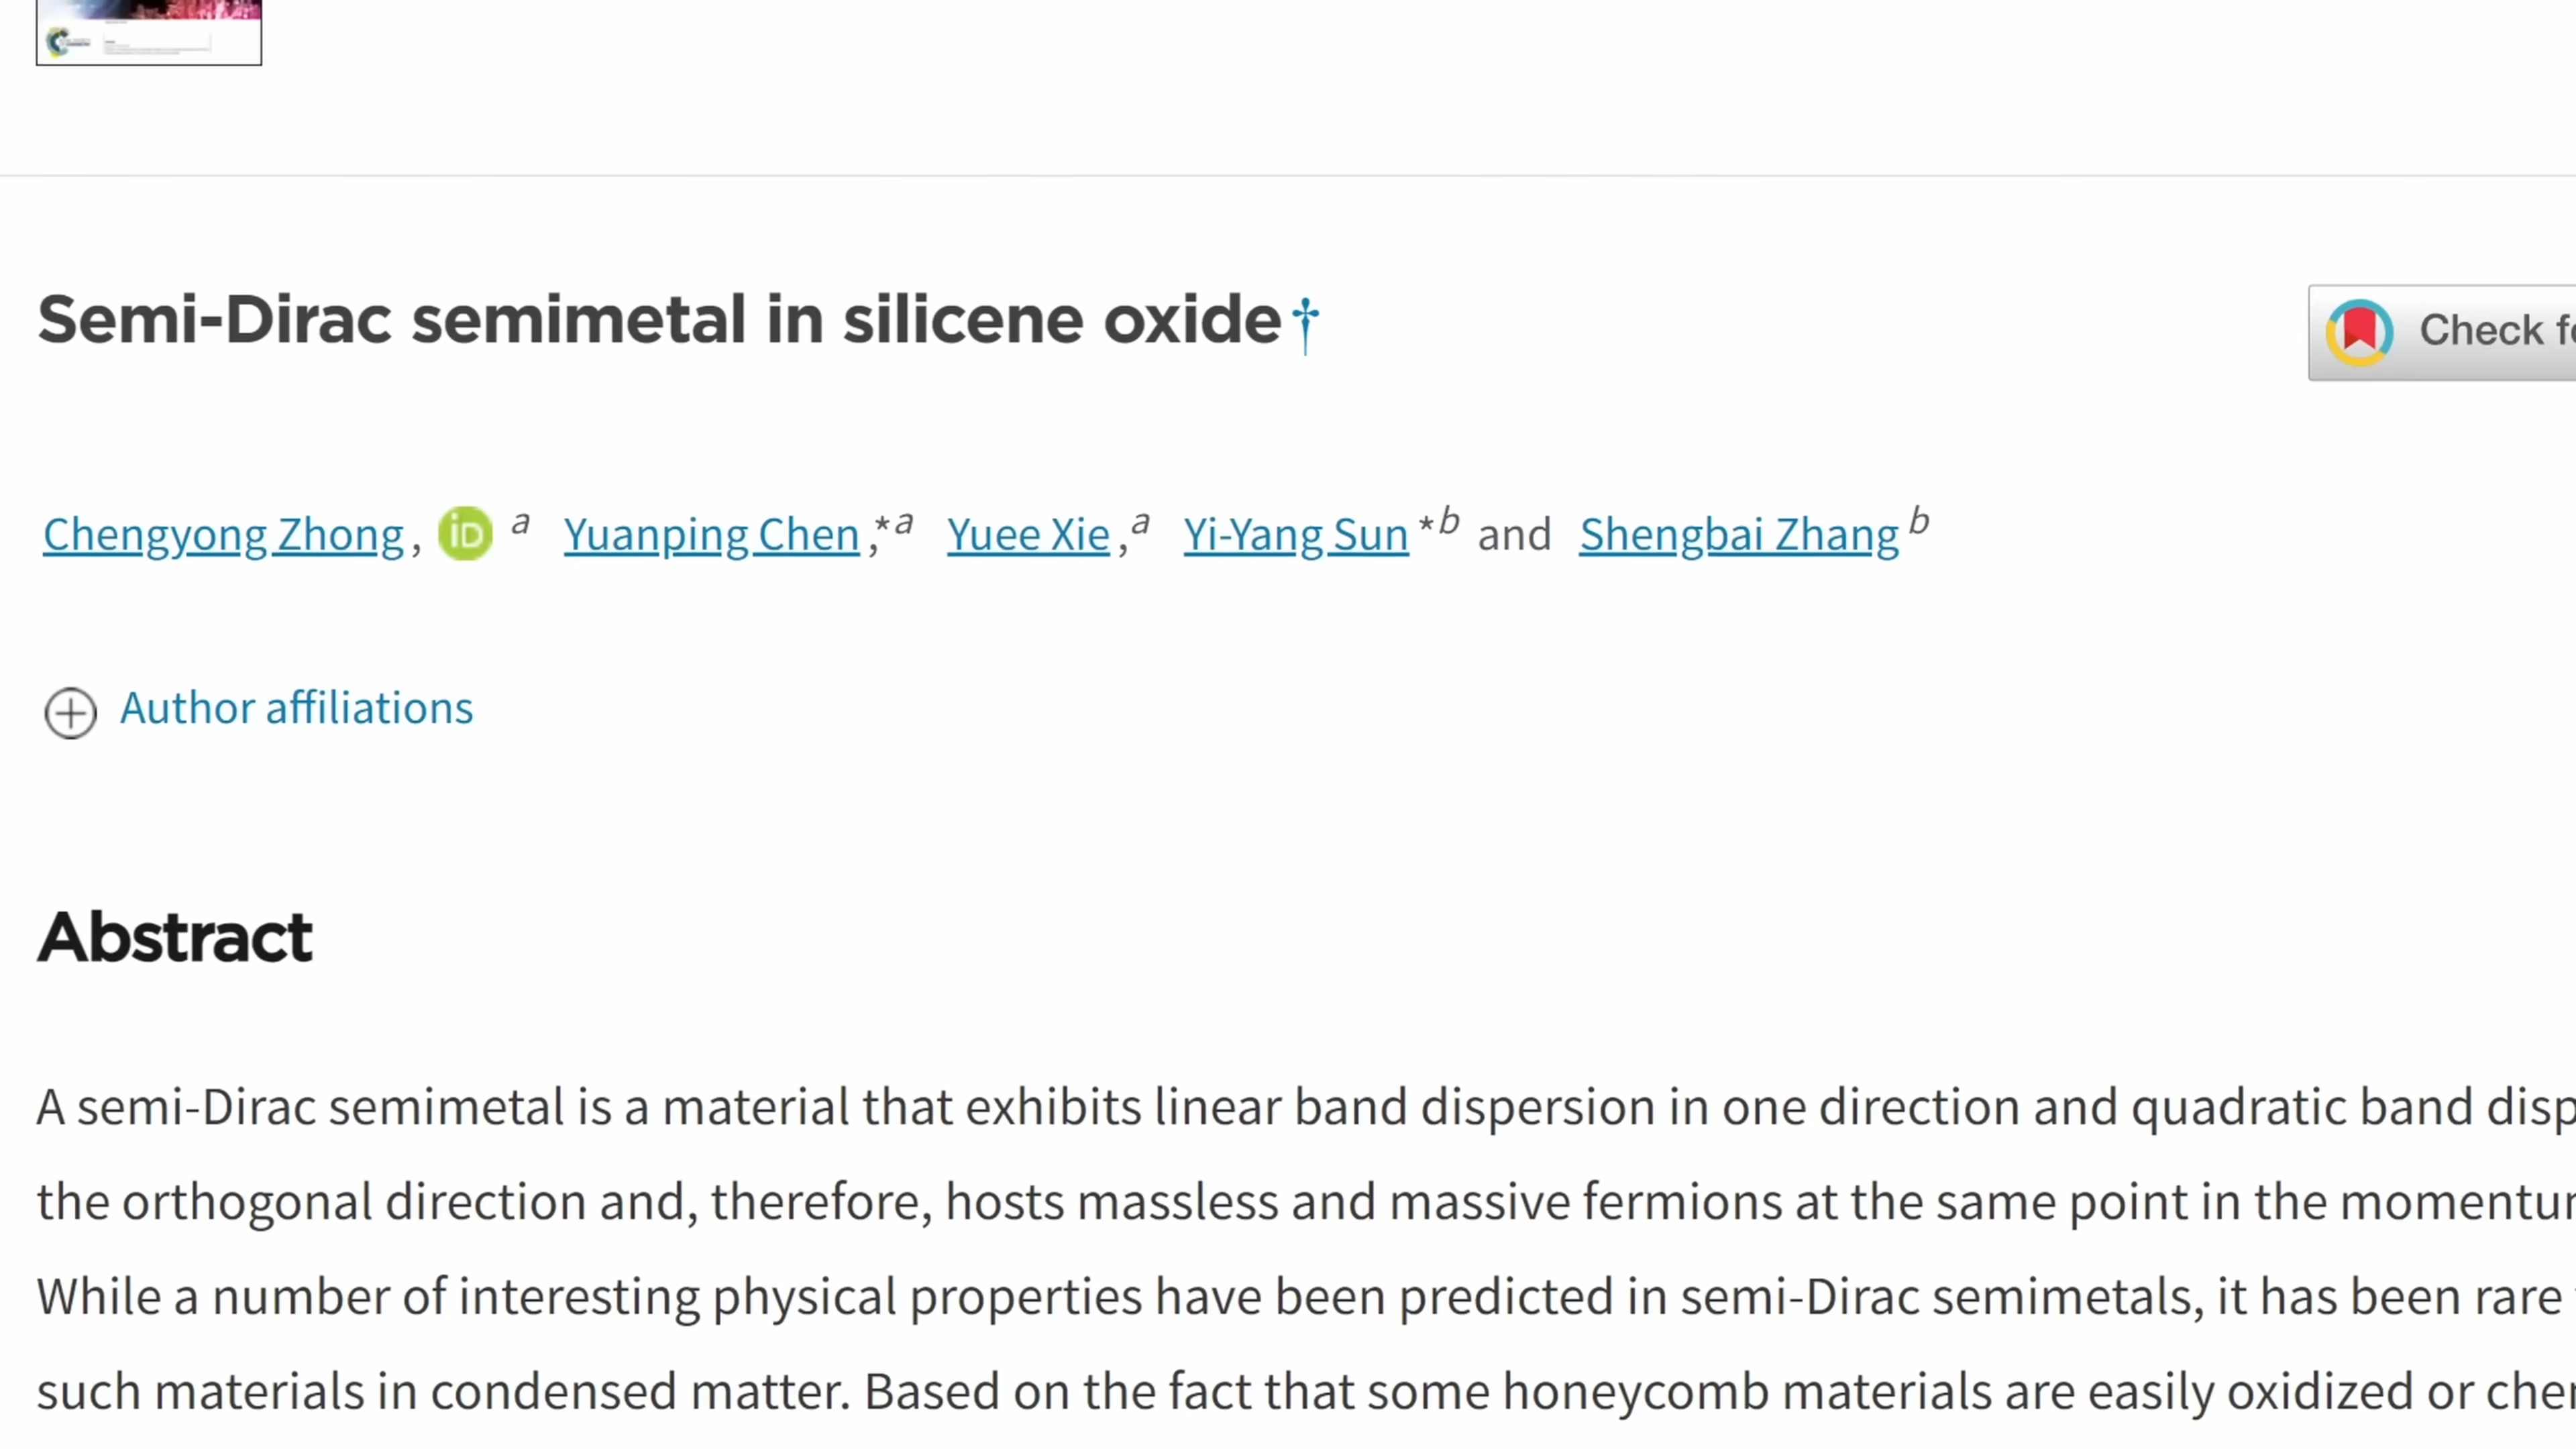 Semi-Dirac semimetal in silicene oxide†
Check
Chengyong Zhong, iD a Yuanping Chen,*a Yuee Xie,a Yi-Yang Sun *b and Shengbai Zhang b
Author affiliations
Abstract
A semi-Dirac semimetal is a material that exhibits linear band dispersion in one direction and quadratic band
the orthogonal direction and, therefore, hosts massless and massive fermions at the same point in the
While a number of interesting physical properties have been predicted in semi-Dirac semimetals, it has been rare
such materials in condensed matter. Based on the fact that some honeycomb materials are easily oxidized or